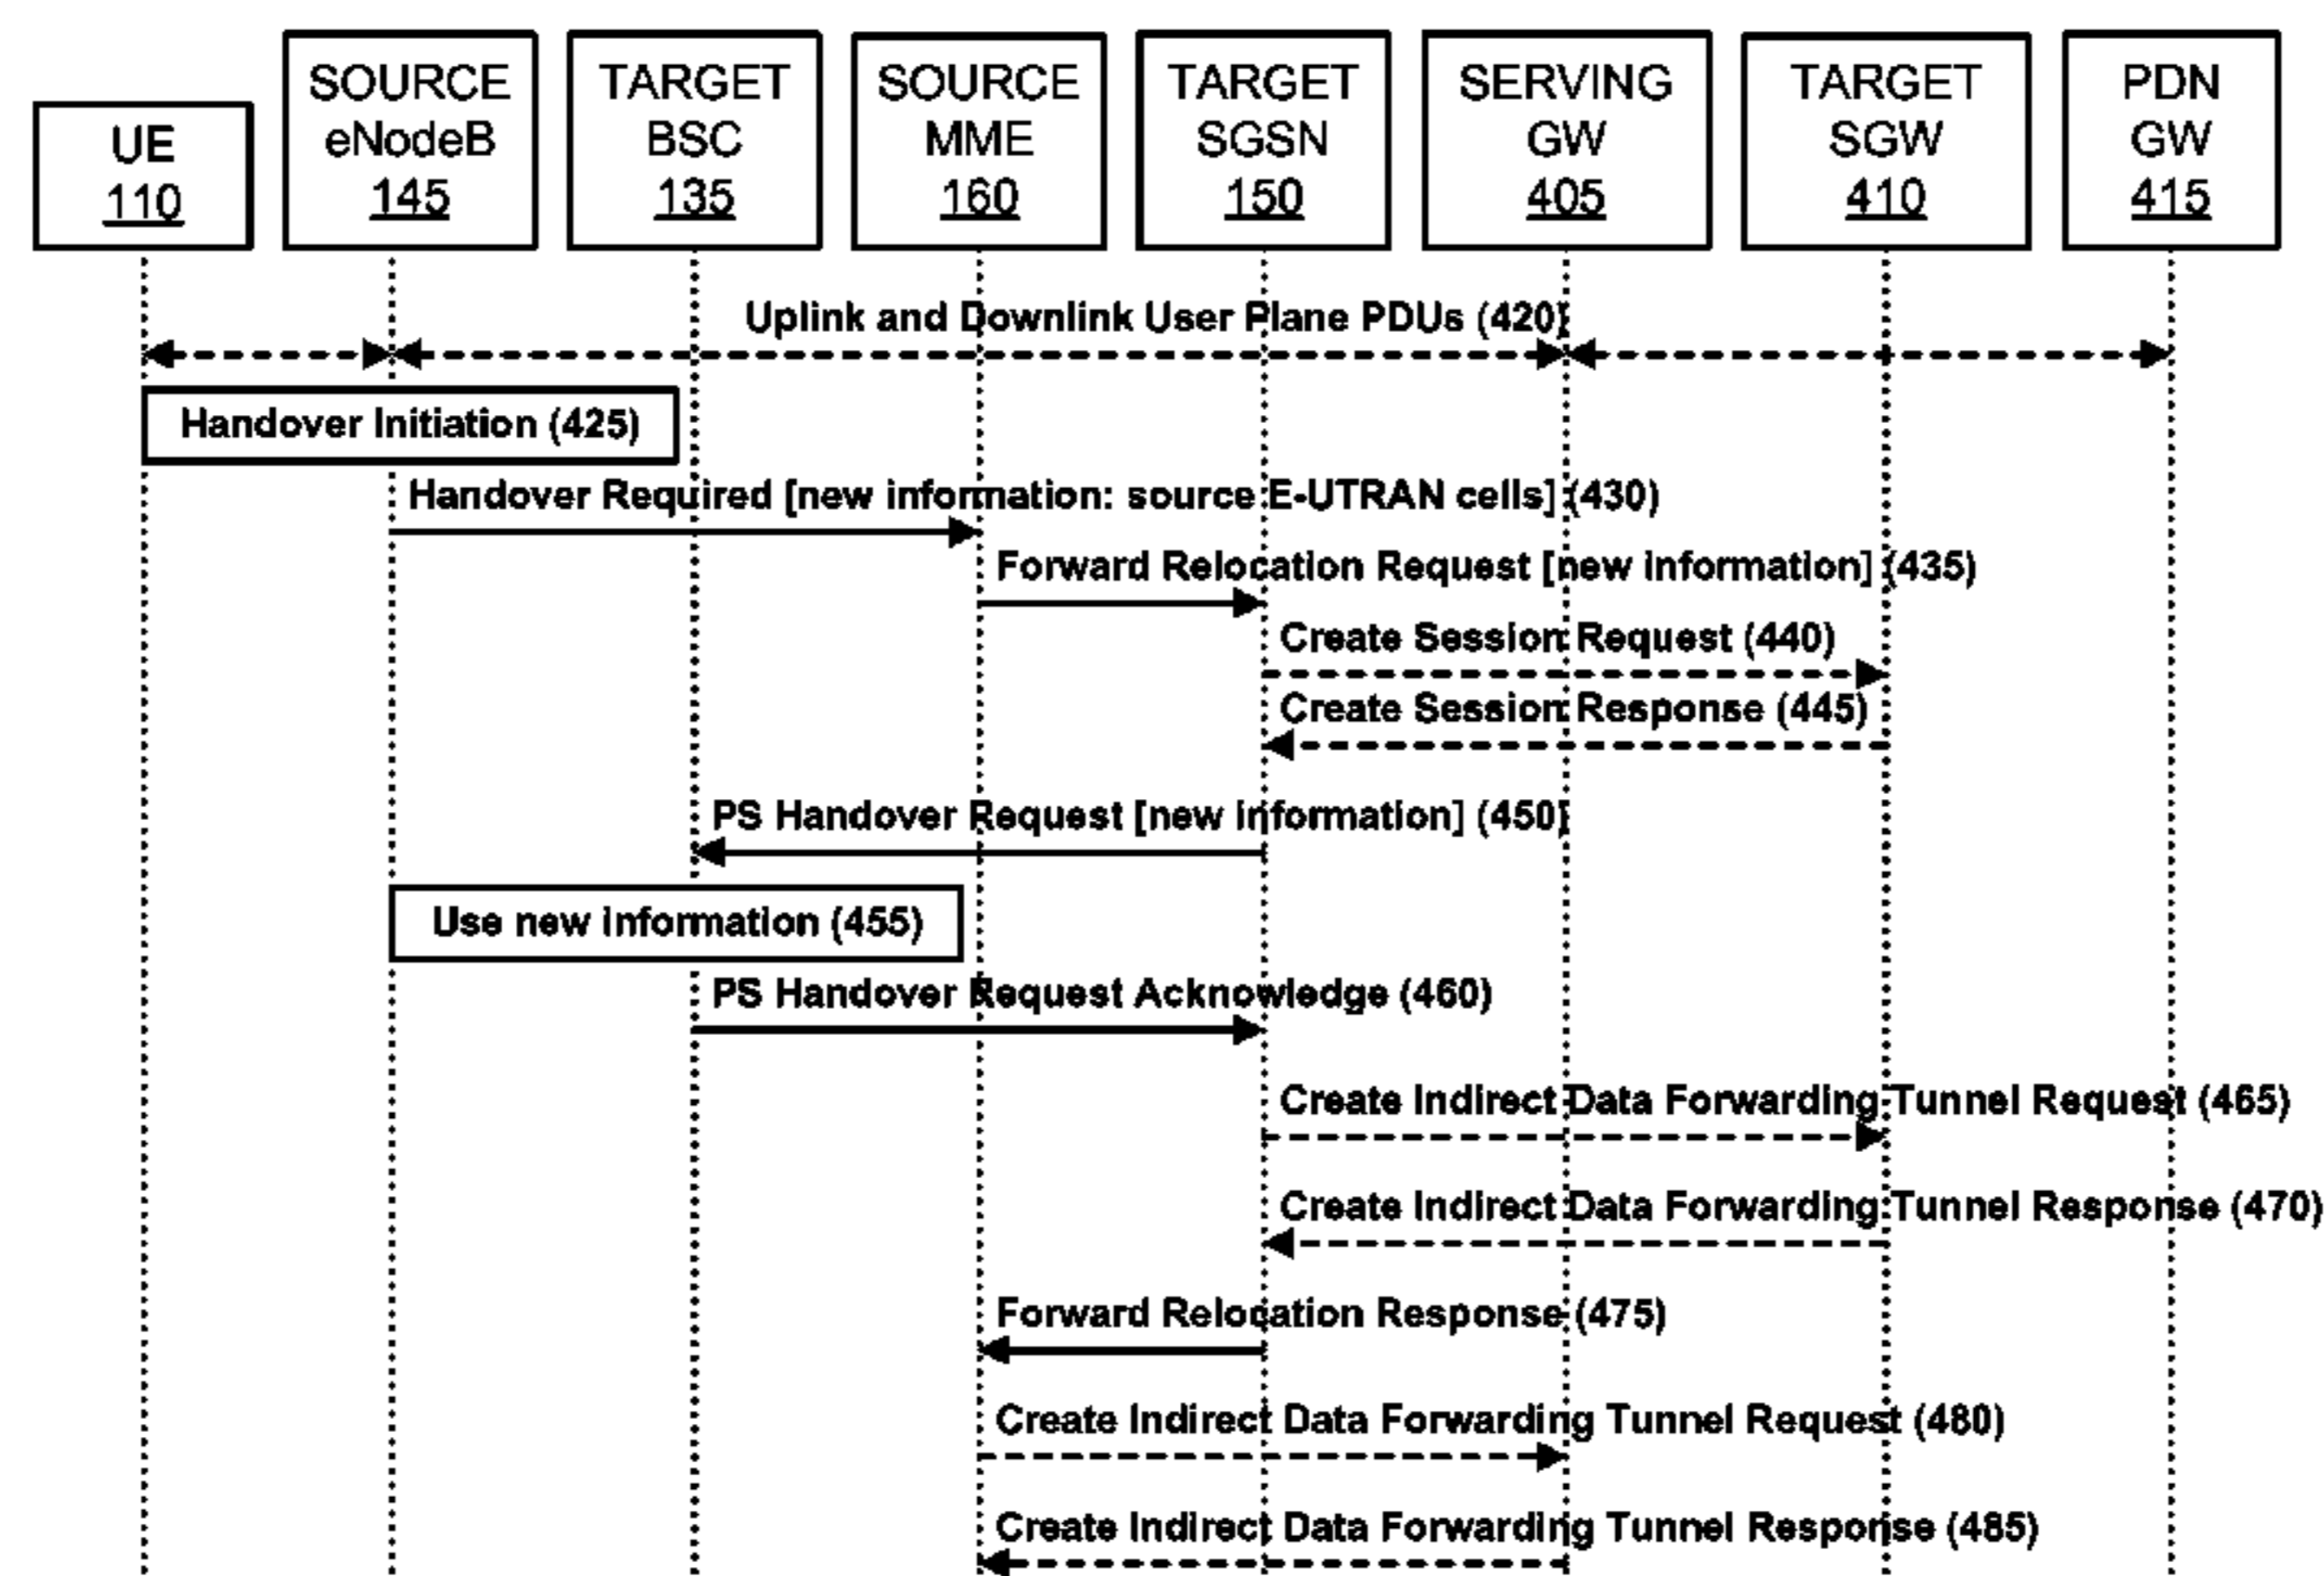 UE
110
SOURCE
eNodeB
145
TARGET
BSC
135
SOURCE
MME
160
TARGET
SGSN
150
SERVING
GW
405
TARGET
SGW
410
PDN
GW
415
Uplink and Downlink User Plane PDUs (420)
Handover Initiation (425)
Handover Required [new information: source E-UTRAN cells] (430)
Forward Relocation Request [new information] (435)
Create Session Request (440)
Create Session Response (445)
PS Handover Request [new information] (450)
Use new information (455)
PS Handover Request Acknowledge (460)
Create Indirect Data Forwarding Tunnel Request (465)
Create Indirect Data Forwarding Tunnel Response (470)
Forward Relocation Response (475)
Create Indirect Data Forwarding Tunnel Request (480)
Create Indirect Data Forwarding Tunnel Response (485)